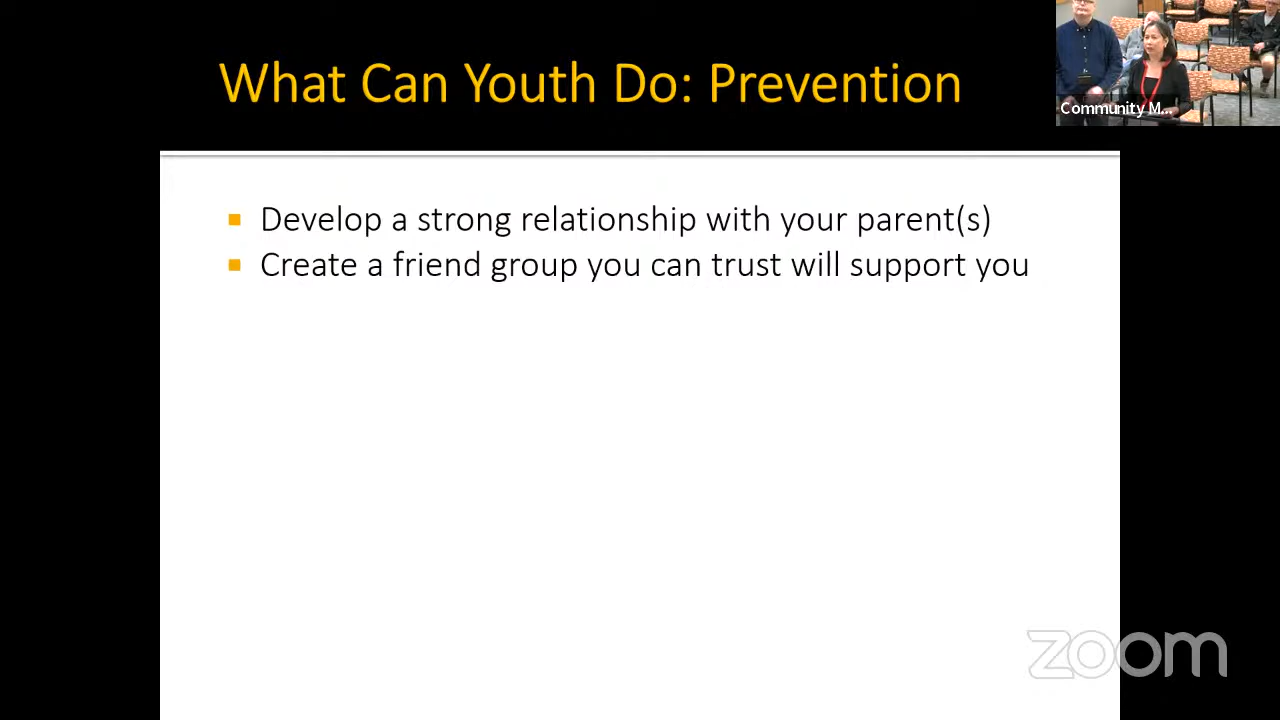 What Can Youth Do: Prevention
Community M...
Develop a strong relationship with your parent(s)
Create a friend group you can trust will support you
zoom